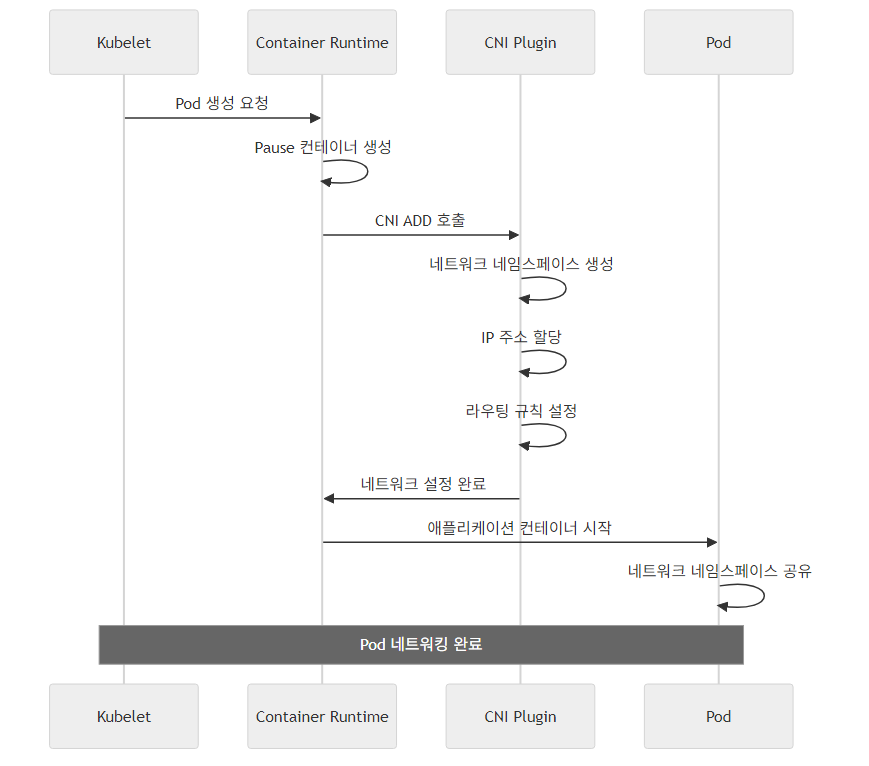 Kubelet
Container Runtime
CNI Plugin
Pod
Pod 생성 요청
Pause 컨테이너 생성
CNI ADD 호출
네트워크 네임스페이스 생성
IP 주소 할당
라우팅 규칙 설정
네트워크 설정 완료
애플리케이션 컨테이너 시작
네트워크 네임스페이스 공유
Pod 네트워킹 완료
Kubelet
Container Runtime
CNI Plugin
Pod